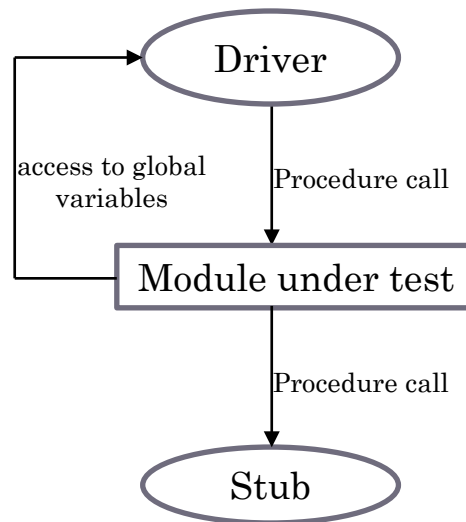 Driver
access to global
variables
Procedure call
Module under test
Procedure call
Stub